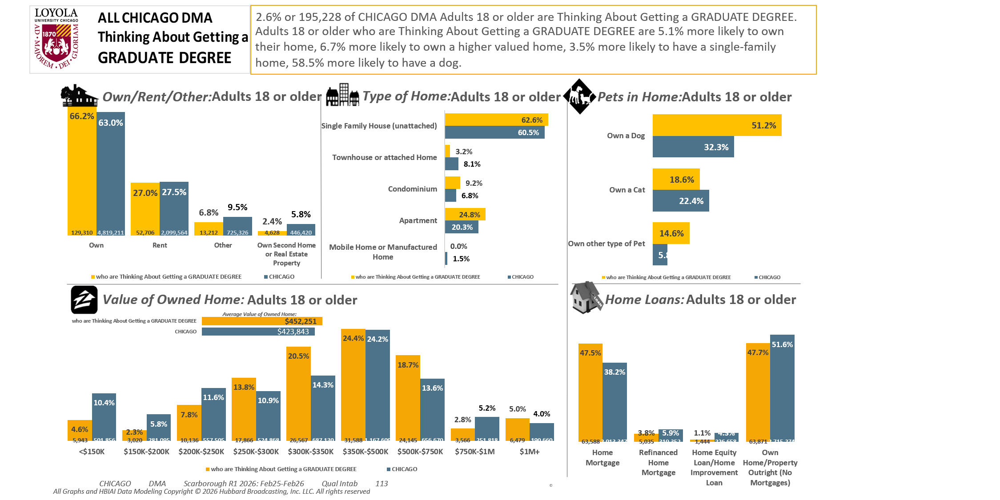 LOYOLA
UNIVERSITY CHICAGO
1870
AD • MAJOREM • DEI • GLORIAM
ALL CHICAGO DMA
Thinking About Getting a
GRADUATE DEGREE
2.6% or 195,228 of CHICAGO DMA Adults 18 or older are Thinking About Getting a GRADUATE DEGREE.
Adults 18 or older who are Thinking About Getting a GRADUATE DEGREE are 5.1% more likely to own
their home, 6.7% more likely to own a higher valued home, 3.5% more likely to have a single-family
home, 58.5% more likely to have a dog.
Own/Rent/Other: Adults 18 or older
66.2%
63.0%
27.0%
27.5%
6.8%
9.5%
2.4%
5.8%
129,310
4,819,211
52,706
2,099,564
13,212
725,326
4,628
446,420
Own
Rent
Other
Own Second Home
or Real Estate
Property
who are Thinking About Getting a GRADUATE DEGREE
CHICAGO
Type of Home: Adults 18 or older
Single Family House (unattached)
62.6%
60.5%
Townhouse or attached Home
3.2%
8.1%
Condominium
9.2%
6.8%
Apartment
24.8%
20.3%
Mobile Home or Manufactured
Home
0.0%
1.5%
who are Thinking About Getting a GRADUATE DEGREE
CHICAGO
Pets in Home: Adults 18 or older
Own a Dog
51.2%
32.3%
Own a Cat
18.6%
22.4%
Own other type of Pet
14.6%
who are Thinking About Getting a GRADUATE DEGREE
CHICAGO
Value of Owned Home: Adults 18 or older
Average Value of Owned Home:
who are Thinking About Getting a GRADUATE DEGREE
$452,251
CHICAGO
$423,843
4.6%
10.4%
2.3%
5.8%
7.8%
11.6%
13.8%
10.9%
20.5%
14.3%
24.4%
24.2%
18.7%
13.6%
2.8%
5.2%
5.0%
4.0%
5,943
501,856
3,020
281,095
10,136
557,505
17,866
524,868
26,567
687,130
31,588
1,167,609
24,145
656,670
3,566
251,818
6,479
190,660
<$150K
$150K-$200K
$200K-$250K
$250K-$300K
$300K-$350K
$350K-$500K
$500K-$750K
$750K-$1M
$1M+
who are Thinking About Getting a GRADUATE DEGREE
CHICAGO
LOAN
Home Loans: Adults 18 or older
47.5%
38.2%
3.8%
5.9%
1.1%
47.7%
51.6%
63,588
5,035
1,444
63,871
Home
Mortgage
Refinanced
Home
Mortgage
Home Equity
Loan/Home
Improvement
Loan
Own
Home/Property
Outright (No
Mortgages)
CHICAGO DMA Scarborough R1 2026: Feb25-Feb26 Qual Intab 113
All Graphs and HBIAI Data Modeling Copyright © 2026 Hubbard Broadcasting, Inc. LLC. All rights reserved
©